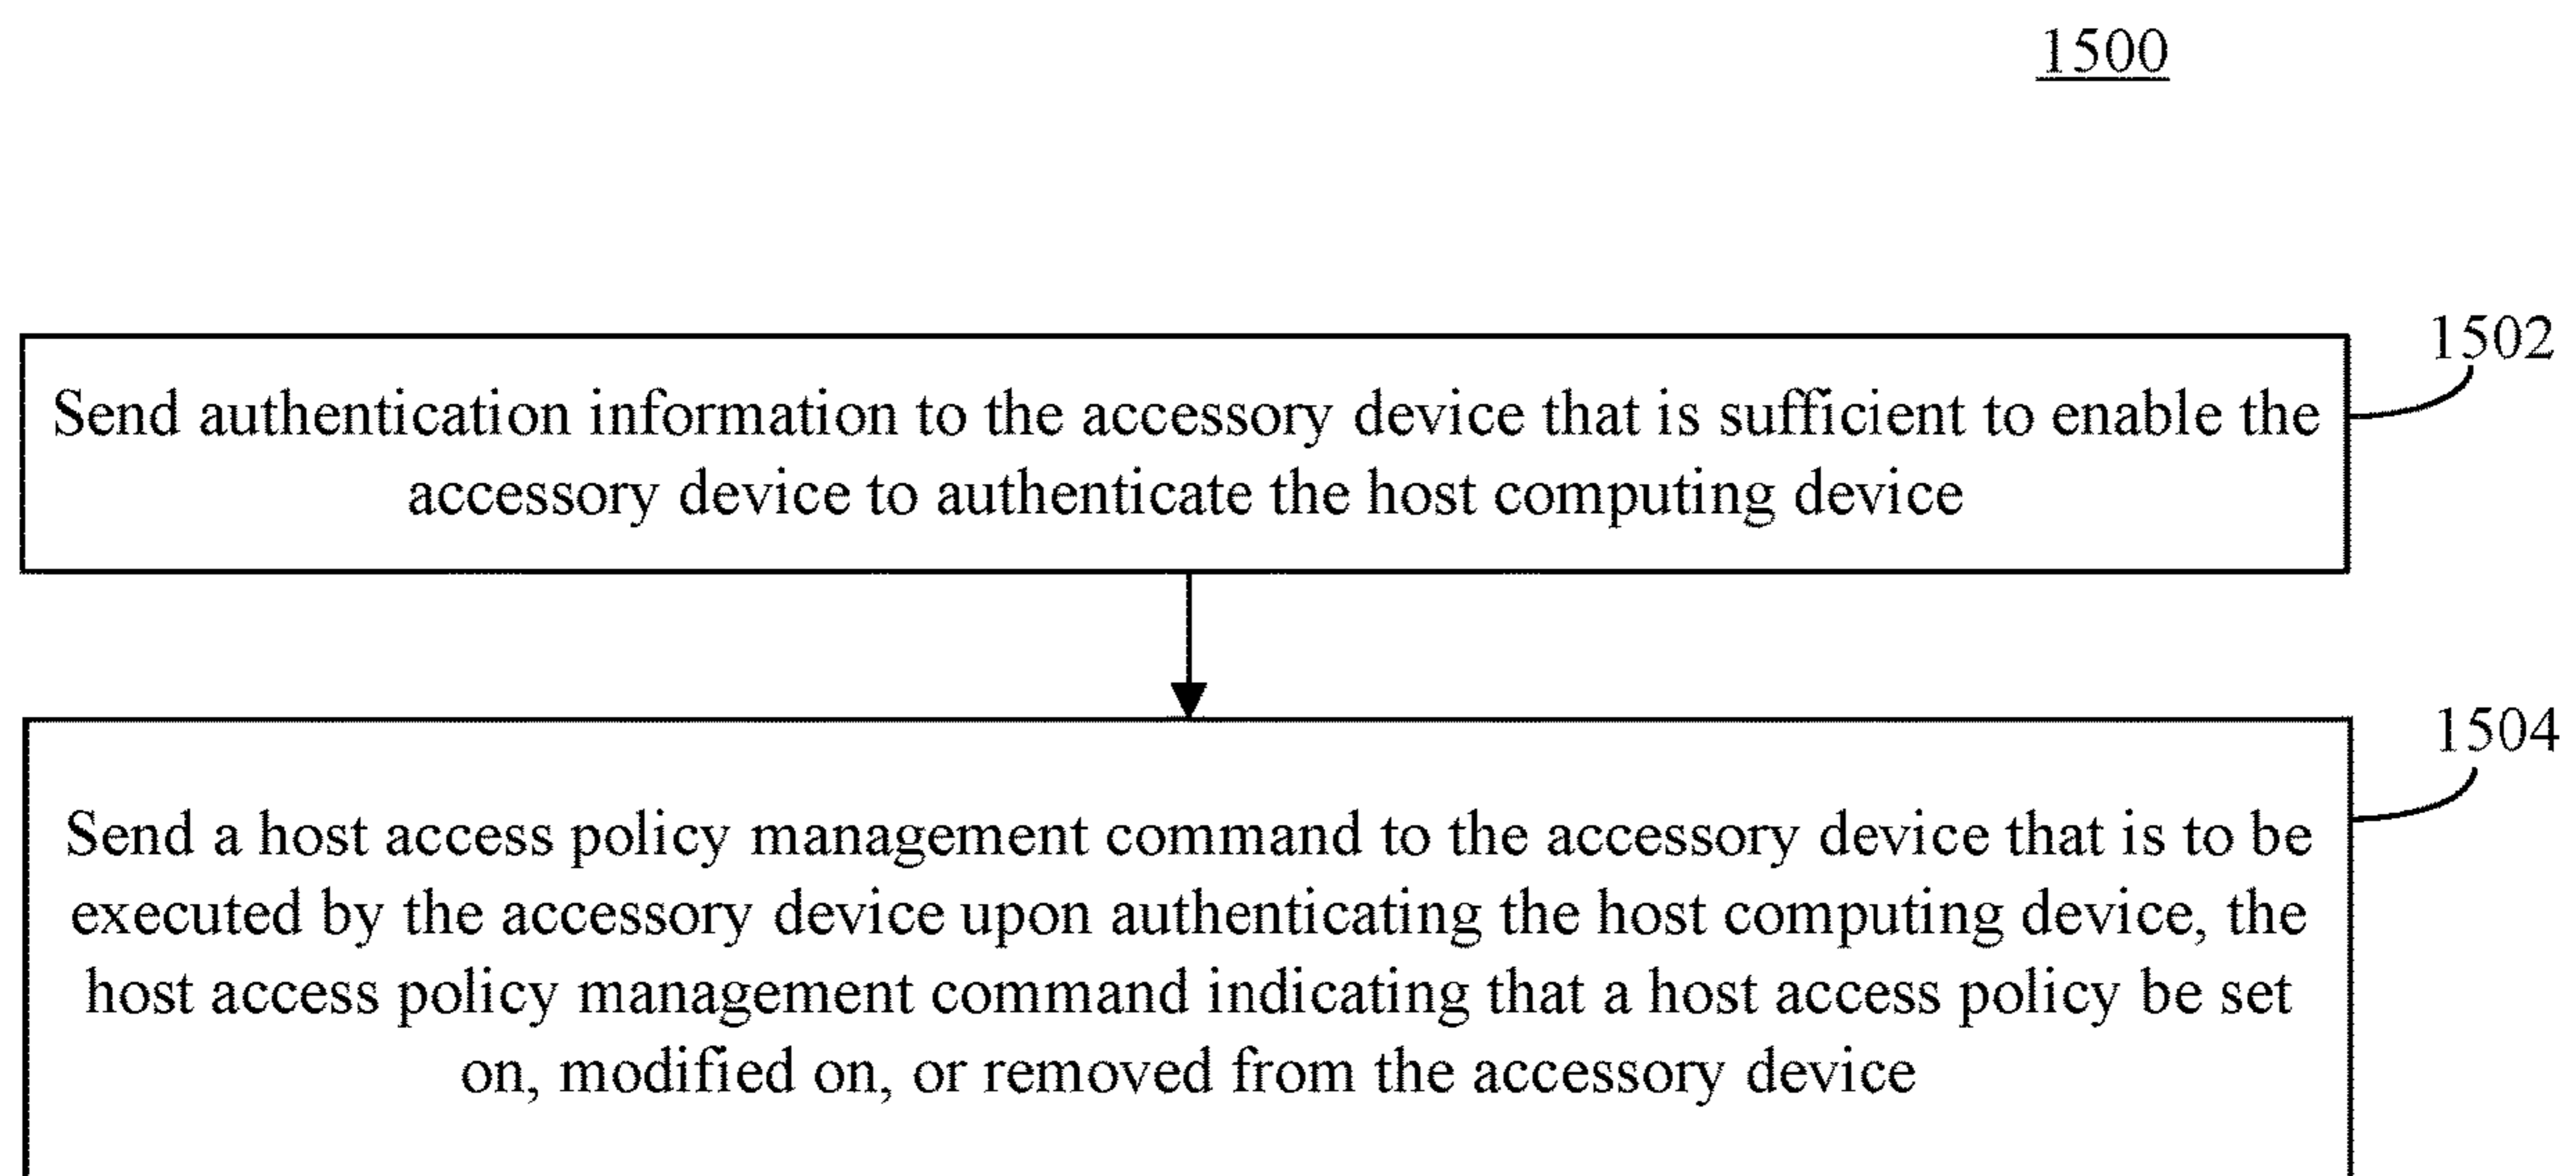 1500
1502
Send authentication information to the accessory device that is sufficient to enable the
accessory device to authenticate the host computing device
1504
Send a host access policy management command to the accessory device that is to be
executed by the accessory device upon authenticating the host computing device, the
host access policy management command indicating that a host access policy be set
on, modified on, or removed from the accessory device